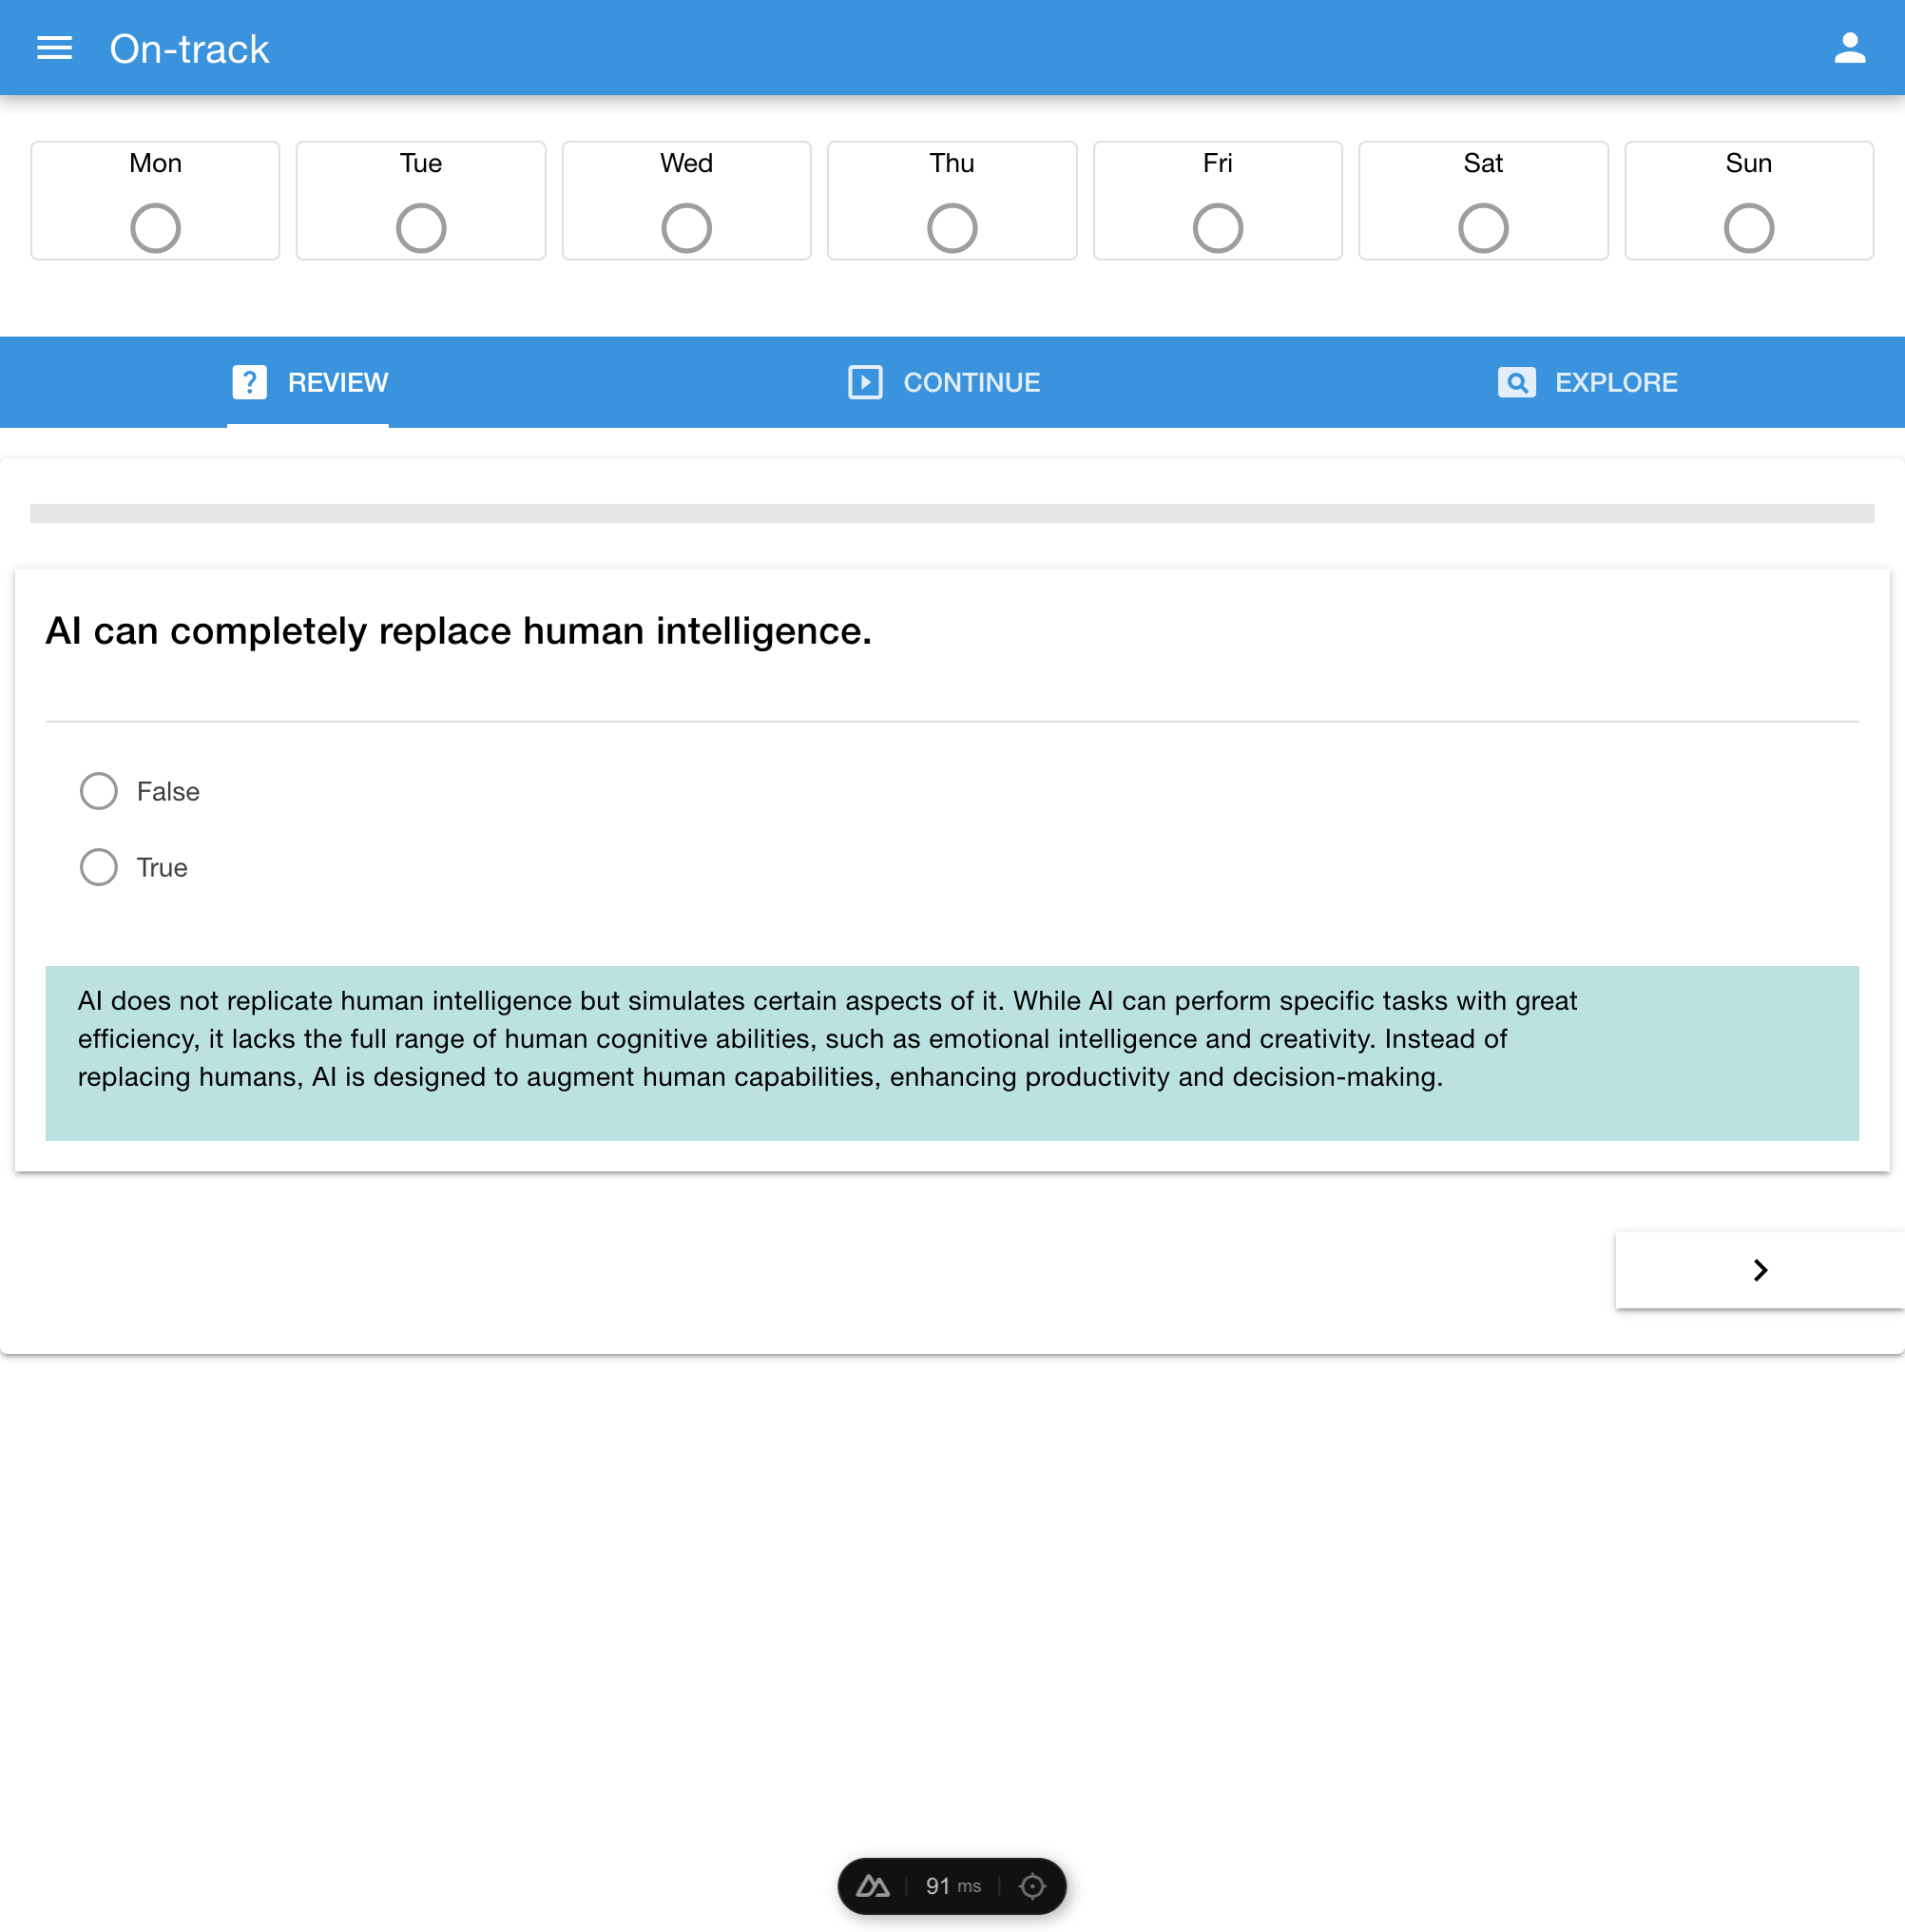 On-track
Mon Tue Wed Thu Fri Sat Sun
REVIEW CONTINUE EXPLORE
AI can completely replace human intelligence.
False
True
AI does not replicate human intelligence but simulates certain aspects of it. While AI can perform specific tasks with great
efficiency, it lacks the full range of human cognitive abilities, such as emotional intelligence and creativity. Instead of
replacing humans, AI is designed to augment human capabilities, enhancing productivity and decision-making.
91 ms